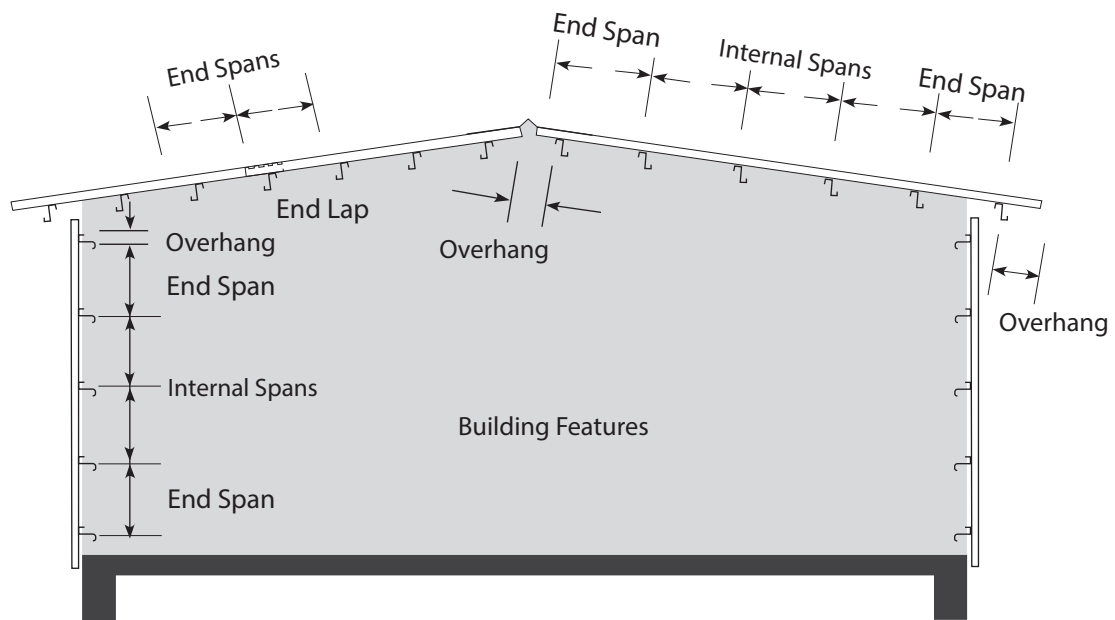 End Span
Internal Spans
End Span
End Spans
End Lap
Overhang
Overhang
End Span
Overhang
Internal Spans
Building Features
End Span